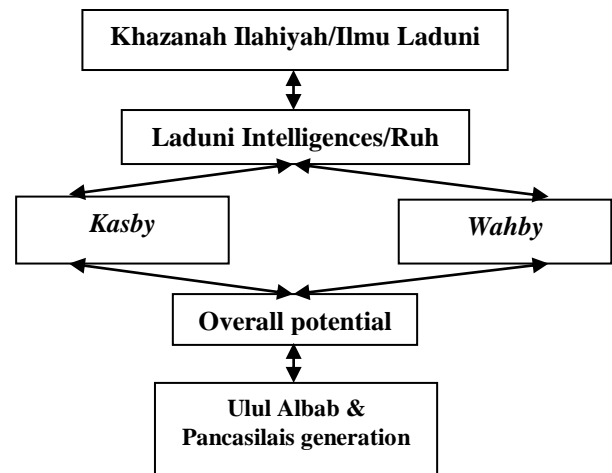 Khazanah Ilahiyah/Ilmu Laduni
Laduni Intelligences/Ruh
Kasby
Wahby
Overall potential
Ulul Albab &
Pancasilais generation